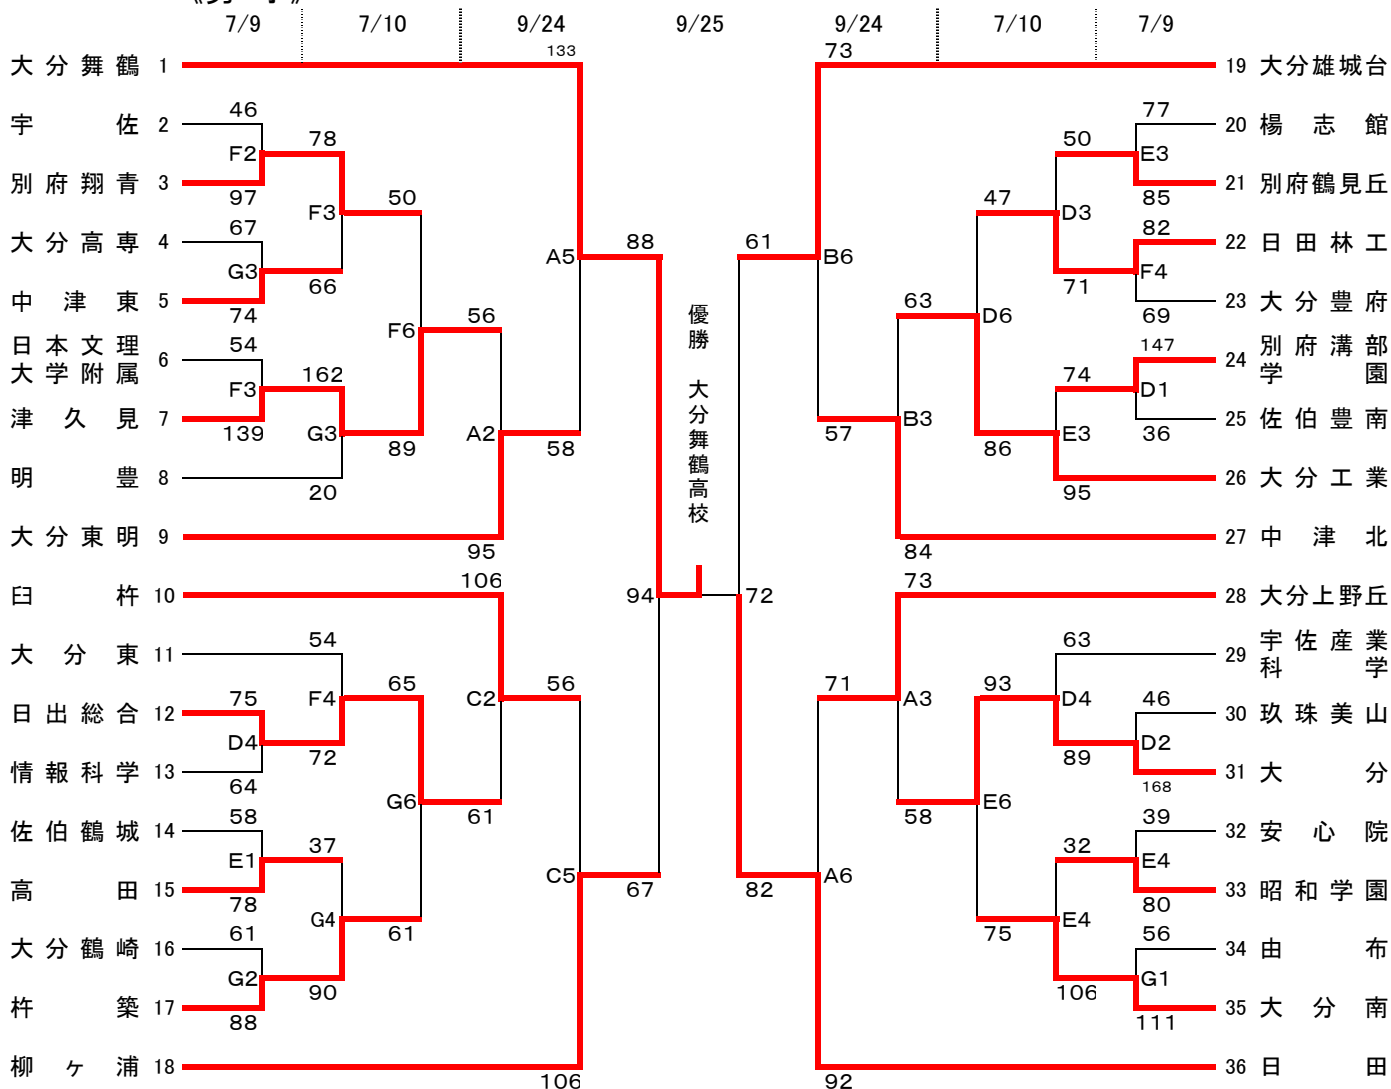 7/9 7/10 9/24 9/25 9/24 7/10 7/9
133 73
大分舞鶴 1 19 大分雄城台
46 77
宇佐 2 20 楊志館
78 50
F2 E3
別府翔青 3 21 別府鶴見丘
97 50 47 85
F3 D3
67 82
大分高専 4 A5 88 61 B6 22 日田林工
G3 F4
66 71
中津東 5 63 23 大分豊府
74 56 69
F6 D6
日本文理
大学附属 6 54 147 24 別府溝部
学園
162 74
F3 D1
津久見 7 57 B3 25 佐伯豊南
139 G3 A2 E3 36
89 58 86
明豊 8 26 大分工業
20 95
大分東明 9 27 中津北
95 84
優勝 大分舞鶴高校
106 73
臼杵 10 94 72 28 大分上野丘
54 63
大分東 11 29 宇佐産業
科学
65 56 71 93
75 F4 C2 A3 D4 46
日出総合 12 30 玖珠美山
D4 D2
72 89
情報科学 13 31 大分
64 168
G6 E6
58 61 58 39
佐伯鶴城 14 32 安心院
37 32
E1 E4
高田 15 C5 A6 33 昭和学園
78 67 82 80
G4 E4
61 61 75 56
大分鶴崎 16 34 由布
G2 G1
90 106
杵築 17 35 大分南
88 111
柳ヶ浦 18 36 日田
106 92